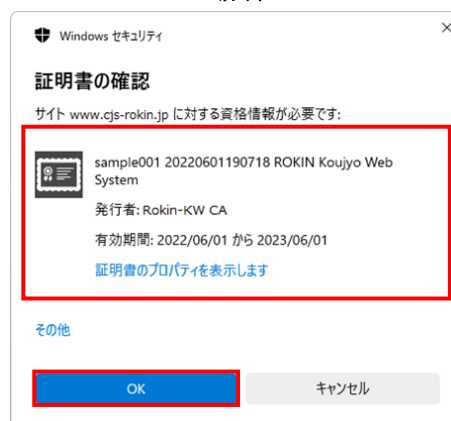 Windows セキュリティ
証明書の確認
サイト www.cjs-rokin.jp に対する資格情報が必要です:
sample001 20220601190718 ROKIN Koujyo Web
System
発行者: Rokin-KW CA
有効期間: 2022/06/01 から 2023/06/01
証明書のプロパティを表示します
その他
OK
キャンセル